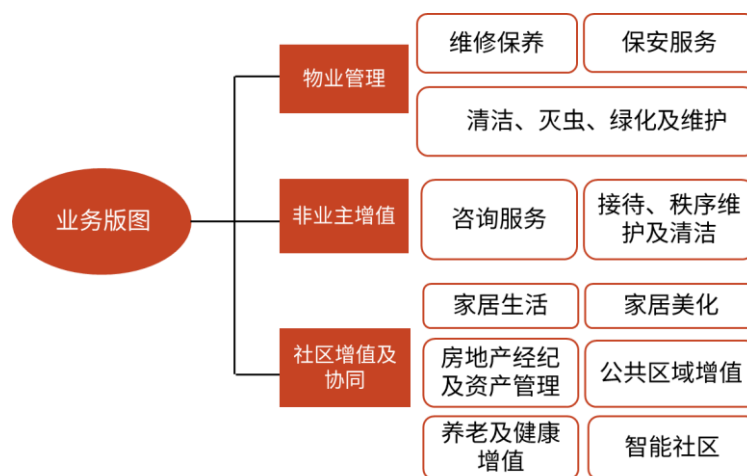 业务版图
物业管理
维修保养
保安服务
清洁、灭虫、绿化及维护
非业主增值
咨询服务
接待、秩序维
护及清洁
社区增值及
协同
家居生活
家居美化
房地产经纪
及资产管理
公共区域增值
养老及健康
增值
智能社区